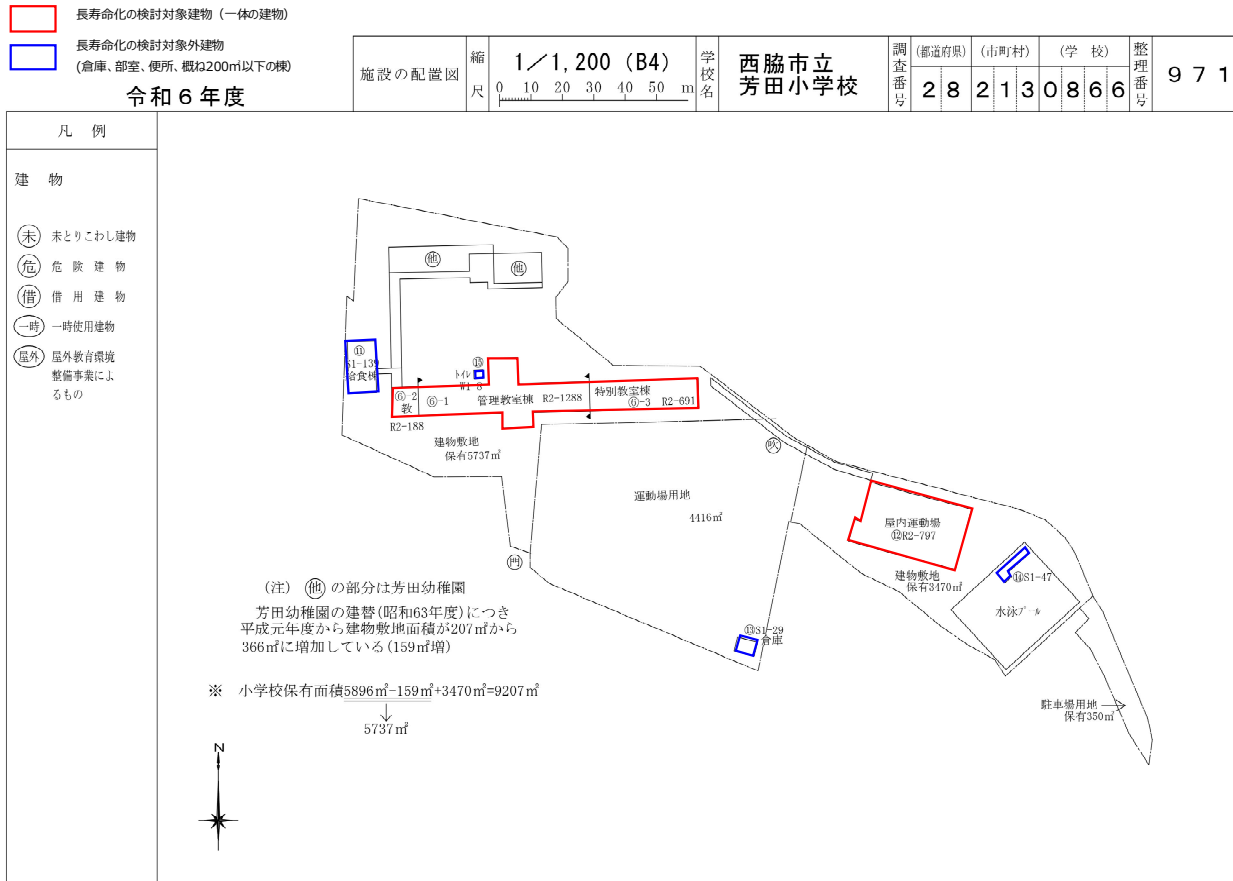 長寿命化の検討対象建物（一体の建物）
長寿命化の検討対象外建物
(倉庫、部室、便所、概ね200㎡以下の棟)
令和６年度
施設の配置図
縮尺
1／1,200 (B4)
0 10 20 30 40 50 m
学校名
西脇市立
芳田小学校
調査番号
(都道府県)
(市町村)
(学 校)
2 8 2 1 3 0 8 6 6
整理番号
9 7 1
凡 例
建 物
未 未とりこわし建物
危 危 険 建 物
借 借 用 建 物
一時 一時使用建物
屋外 屋外教育環境
整備事業によ
るもの
他
他
⑪
S1-139
給食棟
⑮
トイレ
W1-8
⑥-2
教
R2-188
⑥-1
管理教室棟 R2-1288
特別教室棟
⑥-3 R2-691
建物敷地
保有5737㎡
吹
運動場用地
4416㎡
門
屋内運動場
⑫R2-797
建物敷地
保有3470㎡
⑭S1-47
水泳プール
⑬S1-29
倉庫
駐車場用地
保有350㎡
(注) 他 の部分は芳田幼稚園
芳田幼稚園の建替(昭和63年度)につき
平成元年度から建物敷地面積が207㎡から
366㎡に増加している(159㎡増)
※ 小学校保有面積5896㎡-159㎡+3470㎡=9207㎡
↓
5737㎡
N